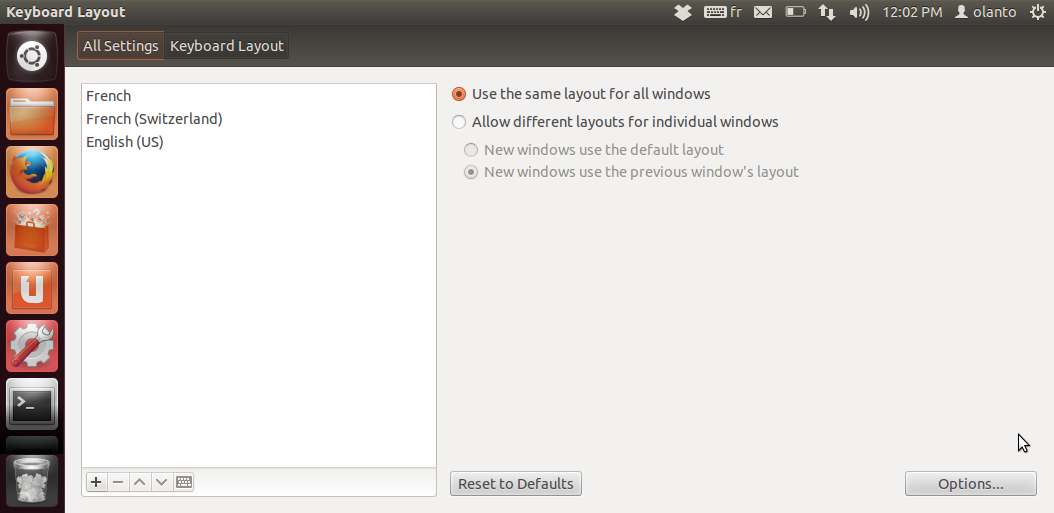 Keyboard Layout
fr
12:02 PM
olanto
All Settings
Keyboard Layout
French
French (Switzerland)
English (US)
Use the same layout for all windows
Allow different layouts for individual windows
New windows use the default layout
New windows use the previous window's layout
Reset to Defaults
Options...